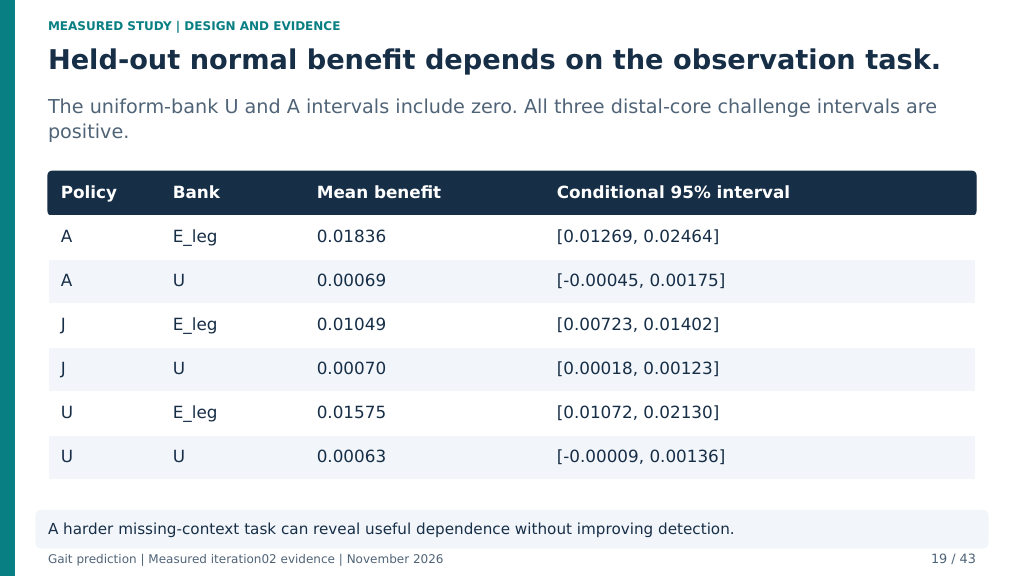 MEASURED STUDY | DESIGN AND EVIDENCE
Held-out normal benefit depends on the observation task.
The uniform-bank U and A intervals include zero. All three distal-core challenge intervals are
positive.
Policy Bank Mean benefit Conditional 95% interval
A E_leg 0.01836 [0.01269, 0.02464]
A U 0.00069 [-0.00045, 0.00175]
J E_leg 0.01049 [0.00723, 0.01402]
J U 0.00070 [0.00018, 0.00123]
U E_leg 0.01575 [0.01072, 0.02130]
U U 0.00063 [-0.00009, 0.00136]
A harder missing-context task can reveal useful dependence without improving detection.
Gait prediction | Measured iteration02 evidence | November 2026 19 / 43